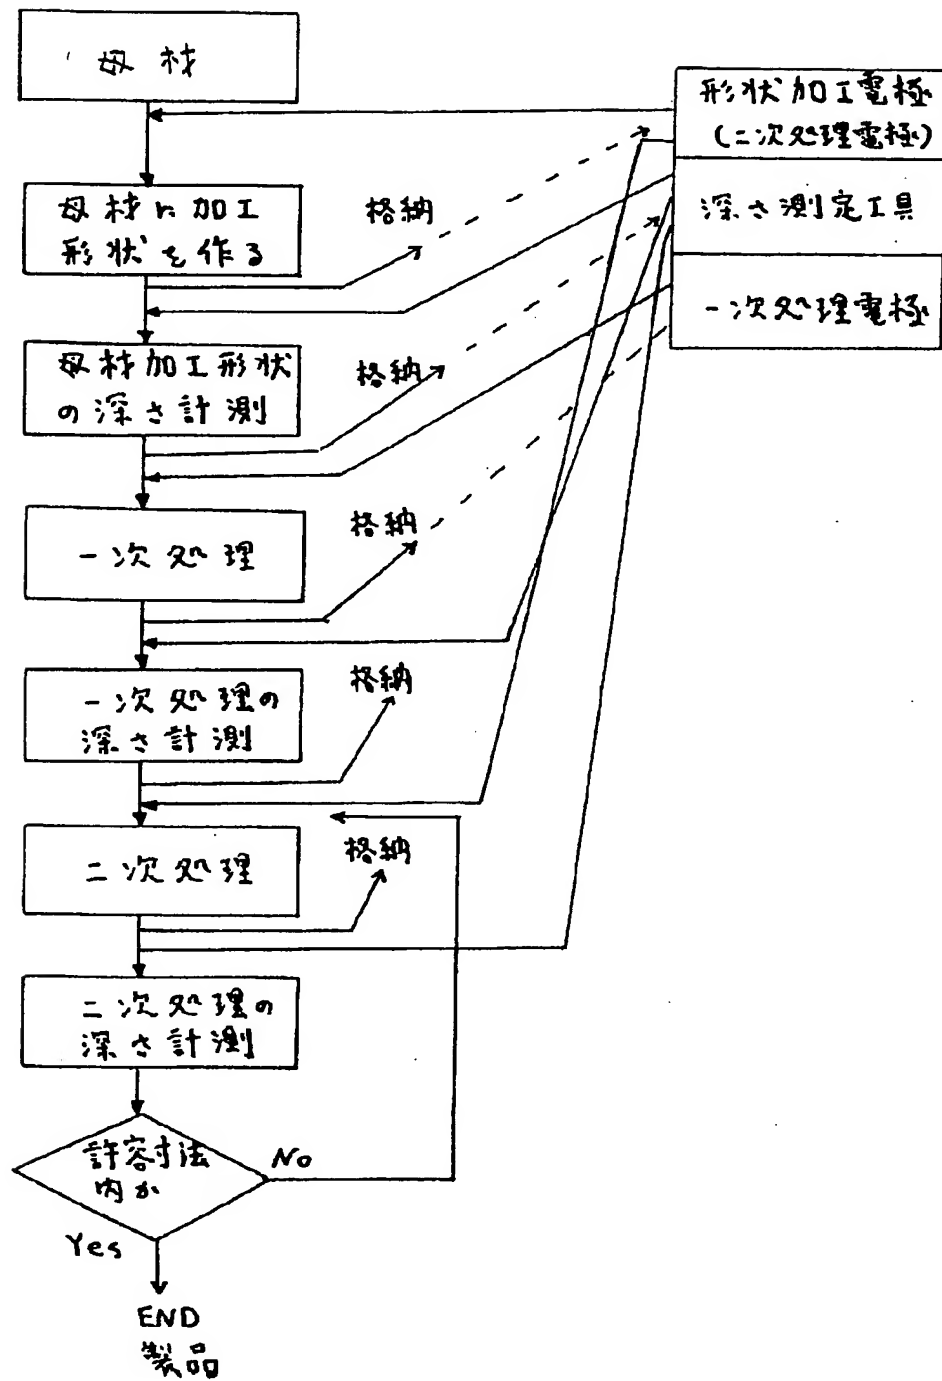 母材
形状加工電極
(二次処理電極)
深さ測定工具
一次処理電極
母材に加工
形状を作る
格納
母材加工形状
の深さ計測
格納
一次処理
格納
一次処理の
深さ計測
格納
二次処理
格納
二次処理の
深さ計測
許容寸法
内か
No
Yes
END
製品